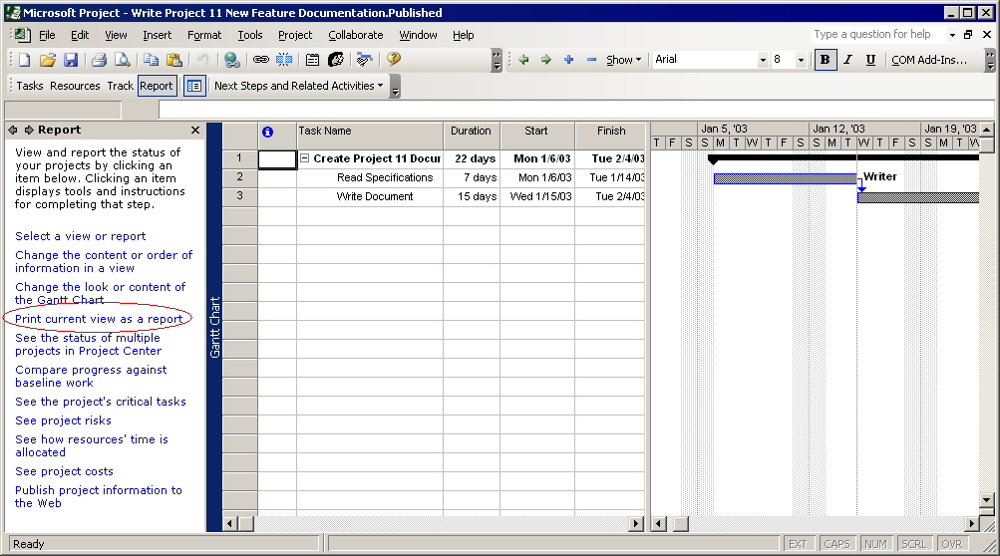 Microsoft Project - Write Project 11 New Feature Documentation.Published
File Edit View Insert Format Tools Project Collaborate Window Help Type a question for help
Show Arial 8 B I U COM Add-Ins...
Tasks Resources Track Report Next Steps and Related Activities
Report
View and report the status of
your projects by clicking an
item below. Clicking an item
displays tools and instructions
for completing that step.
Select a view or report
Change the content or order of
information in a view
Change the look or content of
the Gantt Chart
Print current view as a report
See the status of multiple
projects in Project Center
Compare progress against
baseline work
See the project's critical tasks
See project risks
See how resources' time is
allocated
See project costs
Publish project information to
the Web
Gantt Chart
Task Name Duration Start Finish
1 Create Project 11 Docur 22 days Mon 1/6/03 Tue 2/4/03
2 Read Specifications 7 days Mon 1/6/03 Tue 1/14/03
3 Write Document 15 days Wed 1/15/03 Tue 2/4/03
Jan 5, '03 Jan 12, '03 Jan 19, '03
T F S S M T W T F S S M T W T F S S M T W
Writer
Ready EXT CAPS NUM SCRL OVR